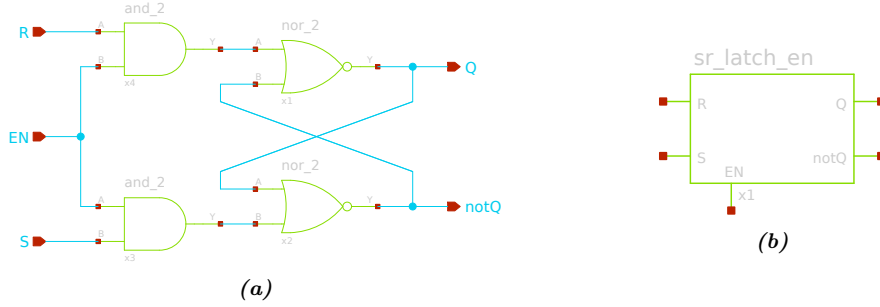 and_2
R
A
B
Y
x4
nor_2
A
B
Y
x1
Q
EN
and_2
A
B
Y
x3
S
nor_2
A
B
Y
x2
notQ
(a)
sr_latch_en
R
Q
S
notQ
EN
x1
(b)